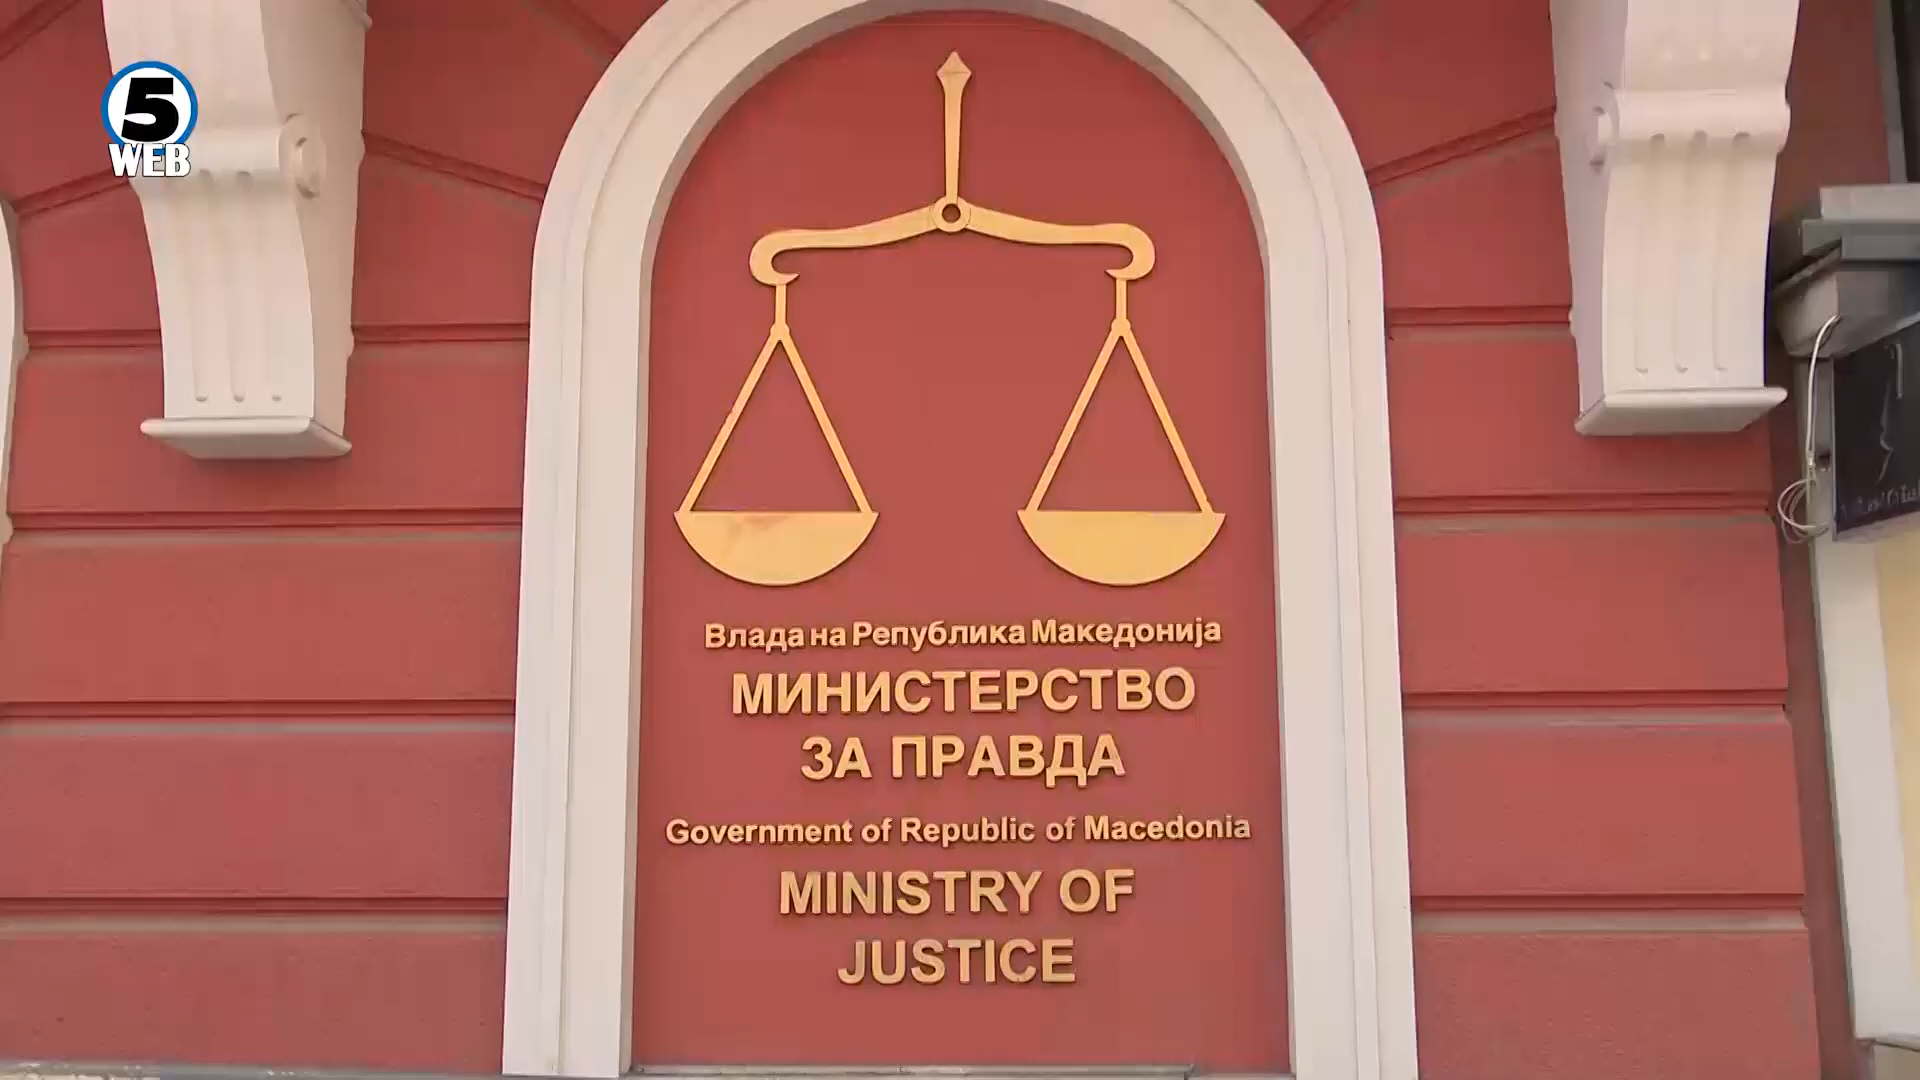 5
WEB
Влада на Република Македонија
МИНИСТЕРСТВО
ЗА ПРАВДА
Government of Republic of Macedonia
MINISTRY OF
JUSTICE